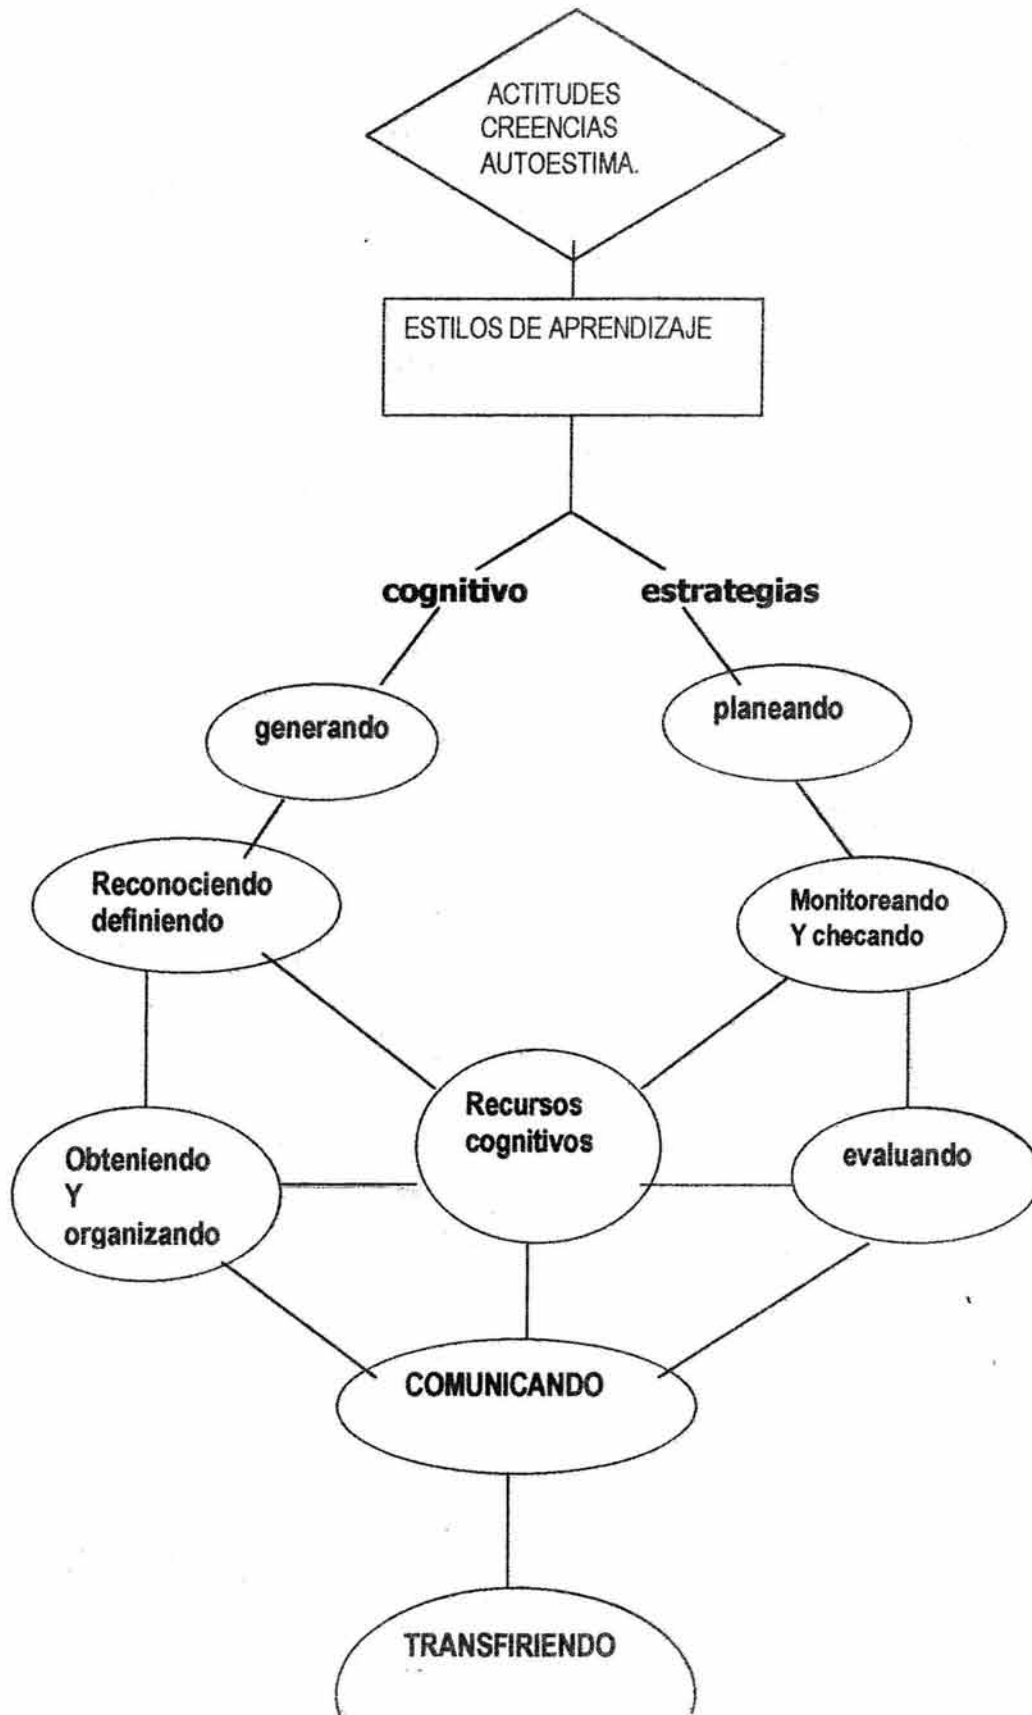 ACTITUDES
CREENCIAS
AUTOESTIMA.
ESTILOS DE APRENDIZAJE
cognitivo
estrategias
generando
planeando
Reconociendo
definiendo
Monitoreando
Y checando
Recursos
cognitivos
Obteniendo
Y
organizando
evaluando
COMUNICANDO
TRANSFIRIENDO